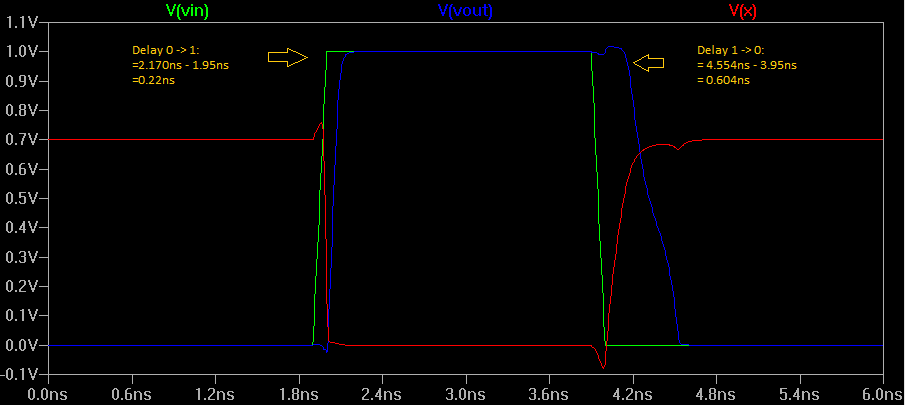 V(vin) V(vout) V(x)
1.1V
1.0V
0.9V
0.8V
0.7V
0.6V
0.5V
0.4V
0.3V
0.2V
0.1V
0.0V
-0.1V
Delay 0 -> 1:
=2.170ns - 1.95ns
=0.22ns
Delay 1 -> 0:
= 4.554ns - 3.95ns
= 0.604ns
0.0ns 0.6ns 1.2ns 1.8ns 2.4ns 3.0ns 3.6ns 4.2ns 4.8ns 5.4ns 6.0ns